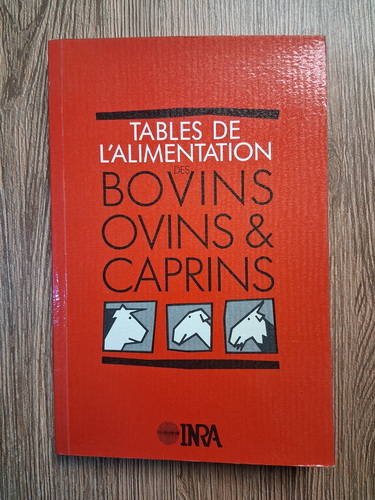 TABLES DE
L'ALIMENTATION
DES
BOVINS
OVINS &
CAPRINS
INRA